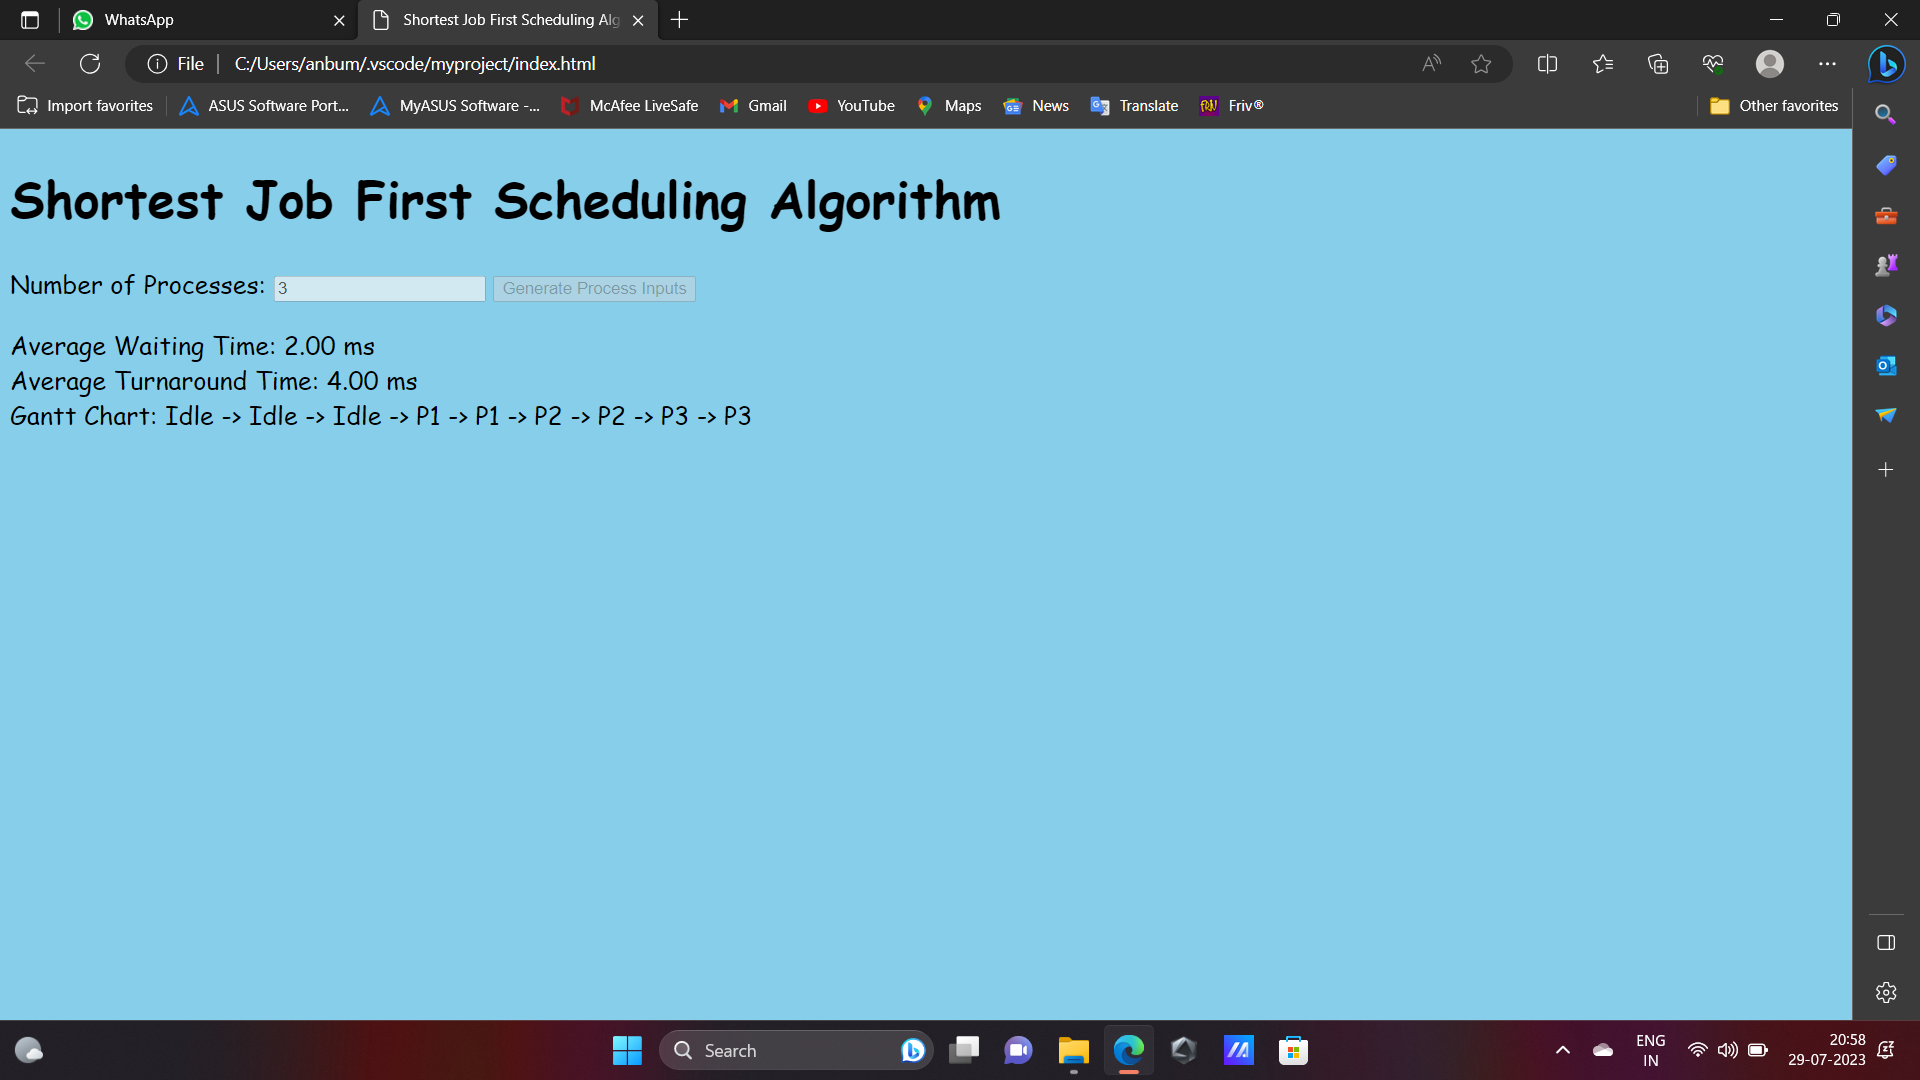 WhatsApp
Shortest Job First Scheduling Alg
File
C:/Users/anbum/.vscode/myproject/index.html
Import favorites
ASUS Software Port...
MyASUS Software -...
McAfee LiveSafe
Gmail
YouTube
Maps
News
Translate
Friv®
Other favorites
Shortest Job First Scheduling Algorithm
Number of Processes: 3 Generate Process Inputs
Average Waiting Time: 2.00 ms
Average Turnaround Time: 4.00 ms
Gantt Chart: Idle -> Idle -> Idle -> P1 -> P1 -> P2 -> P2 -> P3 -> P3
Search
ENG
IN
20:58
29-07-2023